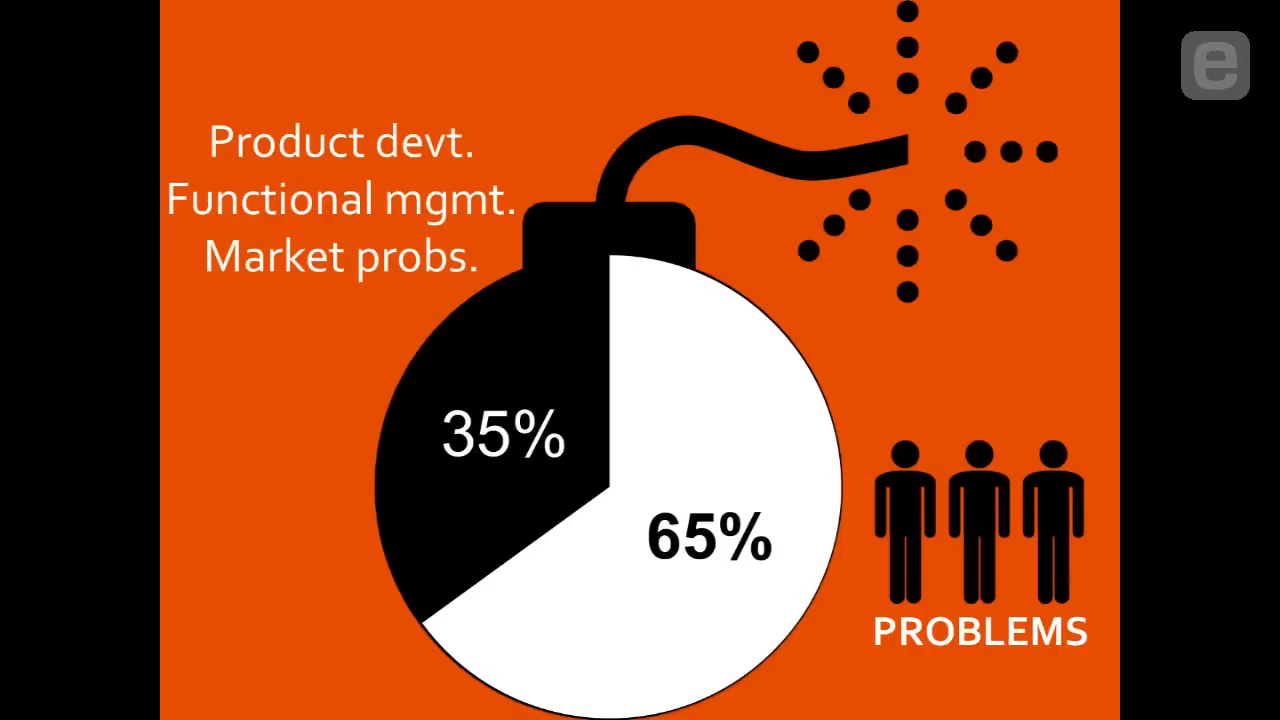 Product devt.
Functional mgmt.
Market probs.
35%
65%
PROBLEMS
e